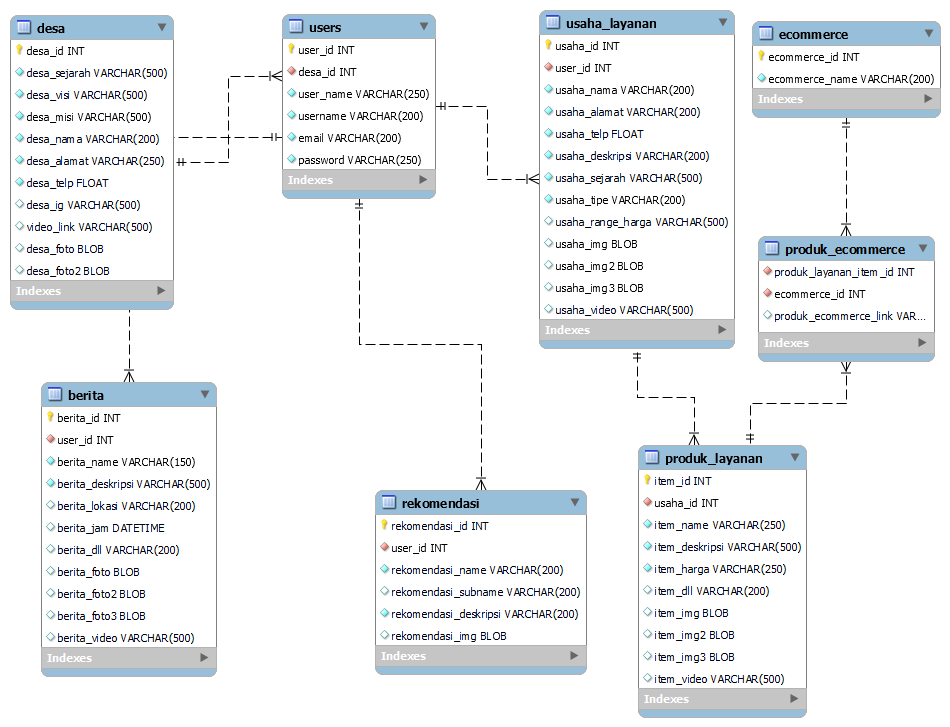 desa
desa_id INT
desa_sejarah VARCHAR(500)
desa_visi VARCHAR(500)
desa_misi VARCHAR(500)
desa_nama VARCHAR(200)
desa_alamat VARCHAR(250)
desa_telp FLOAT
desa_ig VARCHAR(500)
video_link VARCHAR(500)
desa_foto BLOB
desa_foto2 BLOB
Indexes
users
user_id INT
desa_id INT
user_name VARCHAR(250)
username VARCHAR(200)
email VARCHAR(200)
password VARCHAR(250)
Indexes
usaha_layanan
usaha_id INT
user_id INT
usaha_nama VARCHAR(200)
usaha_alamat VARCHAR(200)
usaha_telp FLOAT
usaha_deskripsi VARCHAR(200)
usaha_sejarah VARCHAR(500)
usaha_tipe VARCHAR(200)
usaha_range_harga VARCHAR(500)
usaha_img BLOB
usaha_img2 BLOB
usaha_img3 BLOB
usaha_video VARCHAR(500)
Indexes
ecommerce
ecommerce_id INT
ecommerce_name VARCHAR(200)
Indexes
produk_ecommerce
produk_layanan_item_id INT
ecommerce_id INT
produk_ecommerce_link VAR...
Indexes
berita
berita_id INT
user_id INT
berita_name VARCHAR(150)
berita_deskripsi VARCHAR(500)
berita_lokasi VARCHAR(200)
berita_jam DATETIME
berita_dll VARCHAR(200)
berita_foto BLOB
berita_foto2 BLOB
berita_foto3 BLOB
berita_video VARCHAR(500)
Indexes
rekomendasi
rekomendasi_id INT
user_id INT
rekomendasi_name VARCHAR(200)
rekomendasi_subname VARCHAR(200)
rekomendasi_deskripsi VARCHAR(200)
rekomendasi_img BLOB
Indexes
produk_layanan
item_id INT
usaha_id INT
item_name VARCHAR(250)
item_deskripsi VARCHAR(500)
item_harga VARCHAR(250)
item_dll VARCHAR(200)
item_img BLOB
item_img2 BLOB
item_img3 BLOB
item_video VARCHAR(500)
Indexes